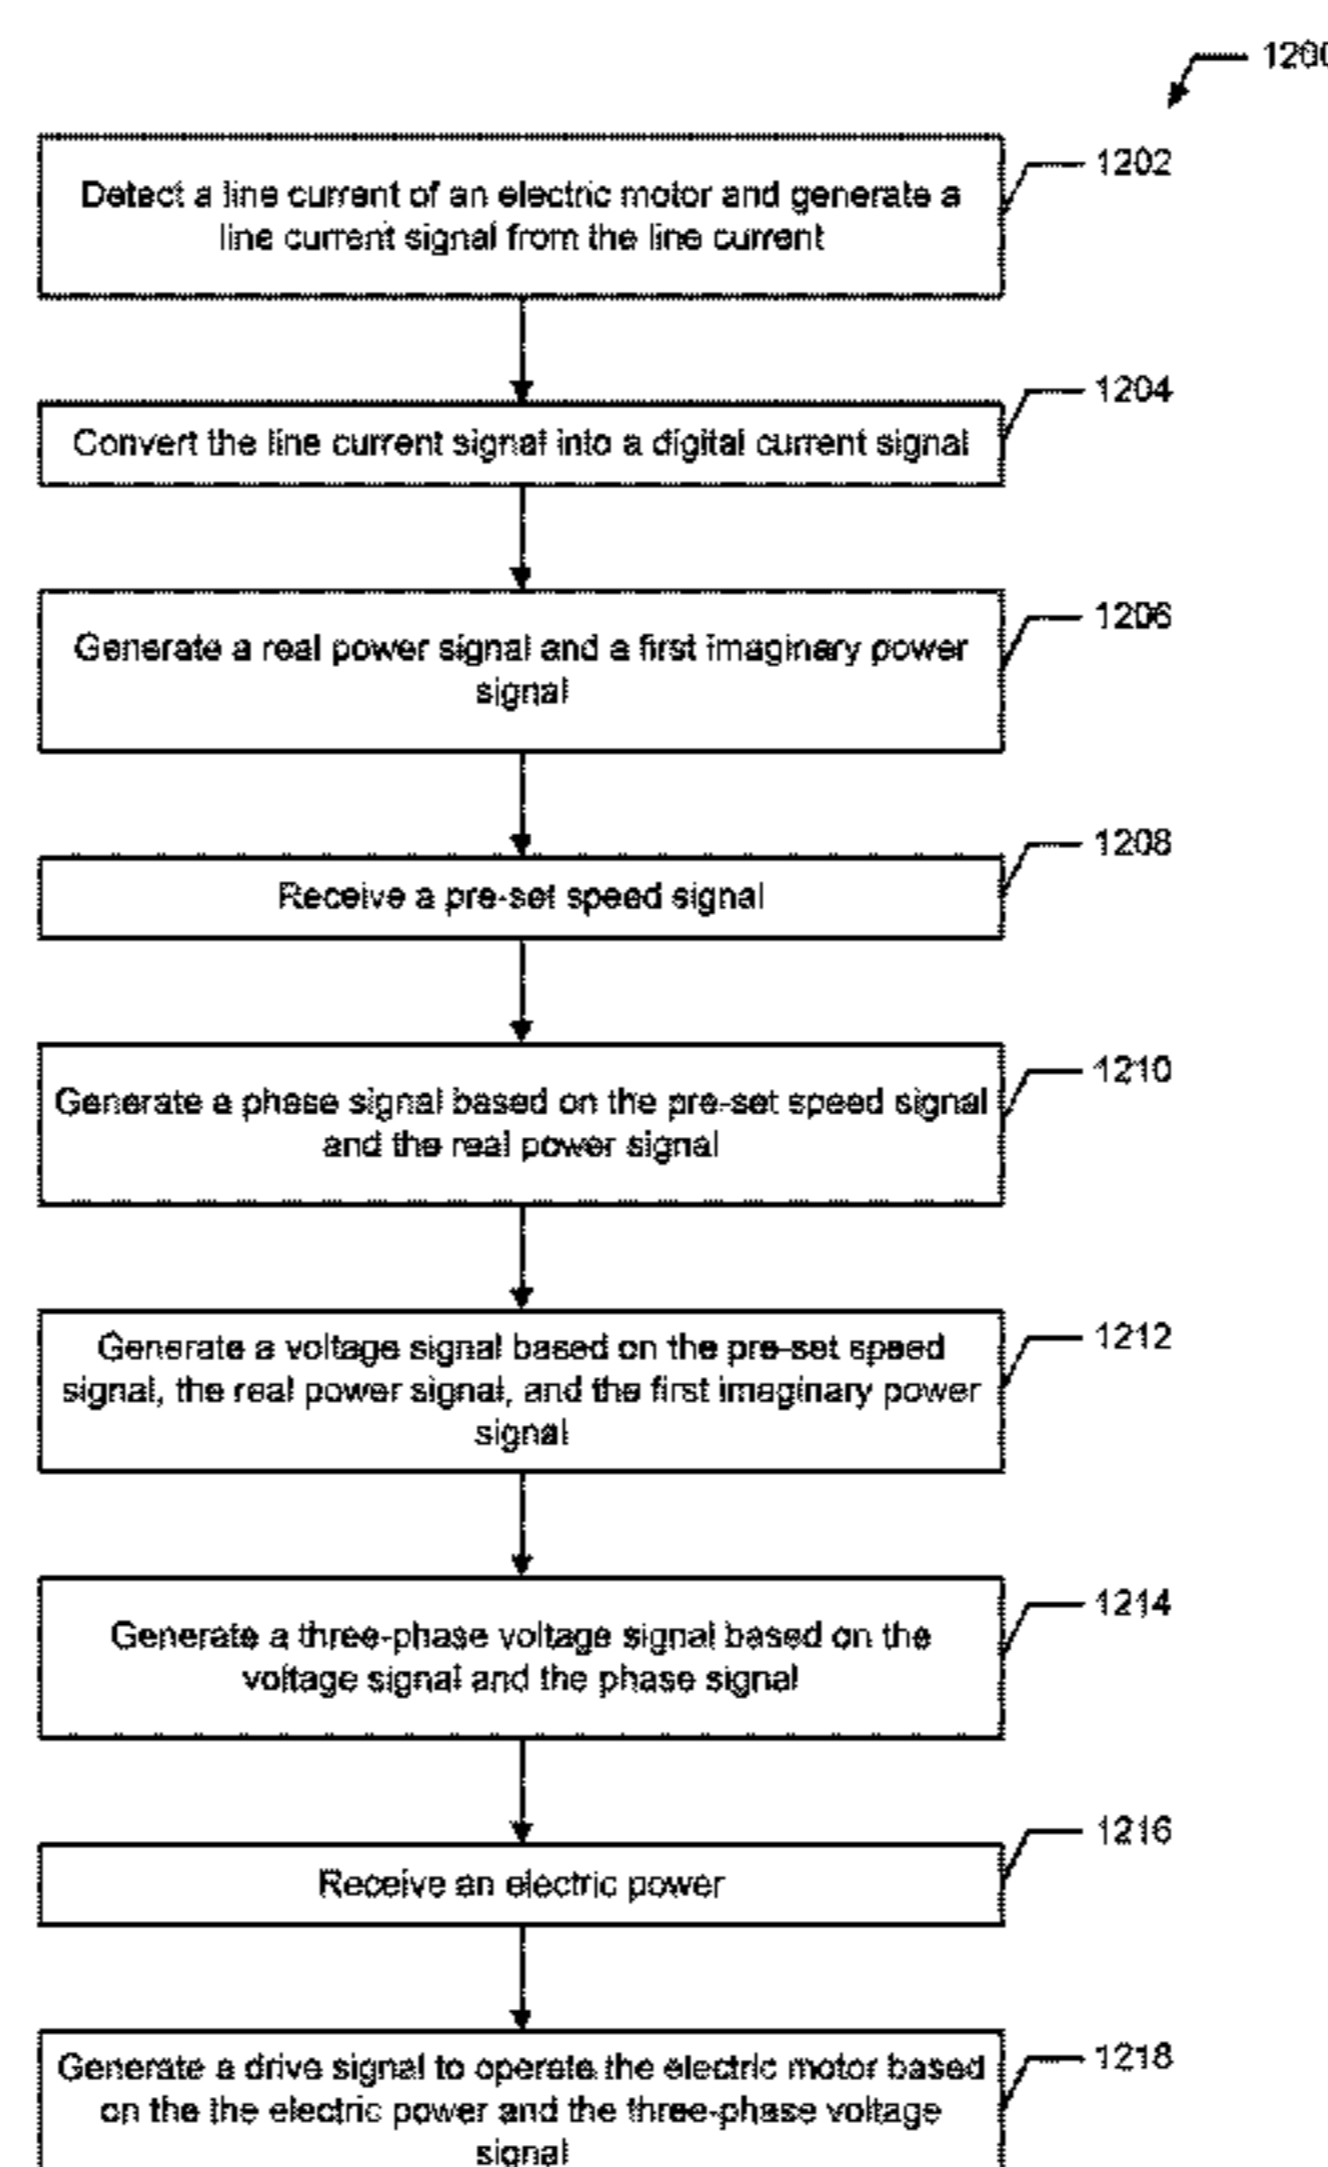 1200
1202
Detect a line current of an electric motor and generate a
line current signal from the line current
1204
Convert the line current signal into a digital current signal
1206
Generate a real power signal and a first imaginary power
signal
1208
Receive a pre-set speed signal
1210
Generate a phase signal based on the pre-set speed signal
and the real power signal
1212
Generate a voltage signal based on the pre-set speed
signal, the real power signal, and the first imaginary power
signal
1214
Generate a three-phase voltage signal based on the
voltage signal and the phase signal
1216
Receive an electric power
1218
Generate a drive signal to operate the electric motor based
on the the electric power and the three-phase voltage
signal